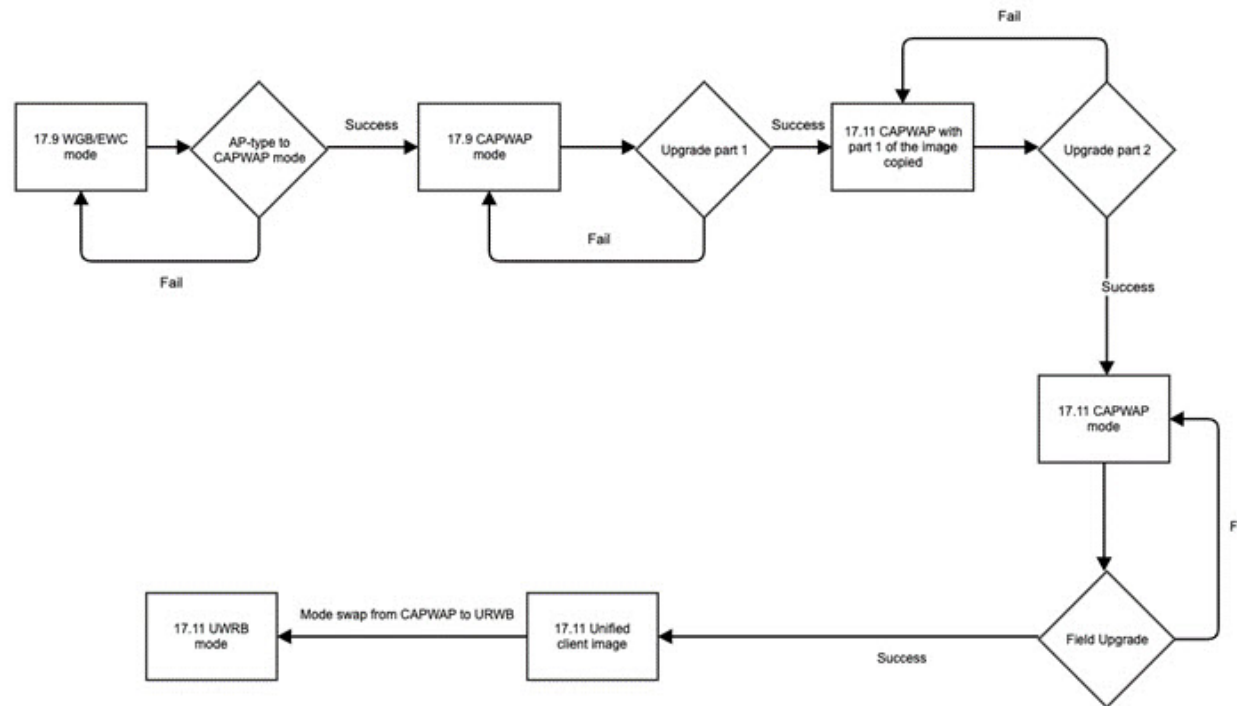 Fail
17.9 WGB/EWC
mode
AP-type to
CAPWAP mode
Success
17.9 CAPWAP
mode
Upgrade part 1
Success
17.11 CAPWAP with
part 1 of the image
copied
Upgrade part 2
Fail
Fail
Success
17.11 CAPWAP
mode
F
Field Upgrade
Success
17.11 Unified
client image
Mode swap from CAPWAP to URWB
17.11 UWRB
mode